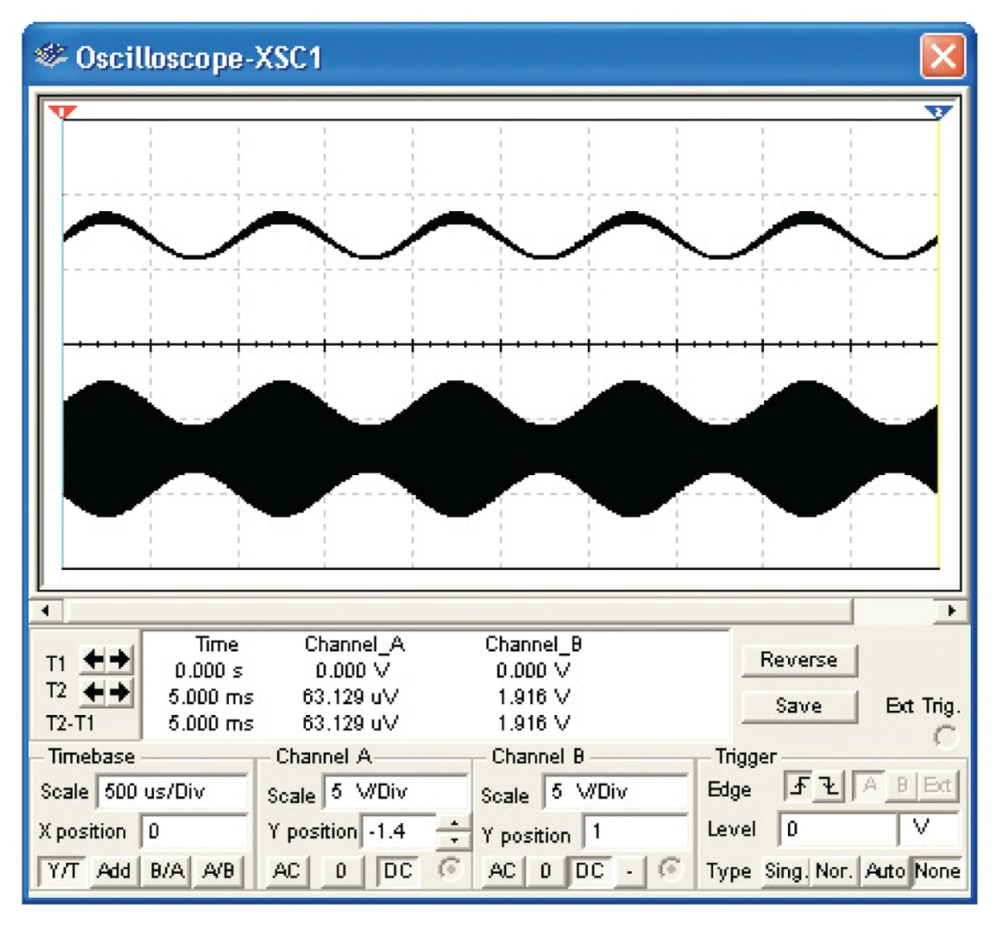 Oscilloscope-XSC1
1 2
Time Channel_A Channel_B
T1 0.000 s 0.000 V 0.000 V Reverse
T2 5.000 ms 63.129 uV 1.916 V Save Ext Trig.
T2-T1 5.000 ms 63.129 uV 1.916 V
Timebase Channel A Channel B Trigger
Scale 500 us/Div Scale 5 V/Div Scale 5 V/Div Edge A B Ext
X position 0 Y position -1.4 Y position 1 Level 0 V
Y/T Add B/A A/B AC 0 DC AC 0 DC - Type Sing. Nor. Auto None